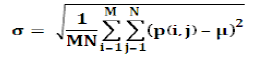 σ = √(1/MN ∑_{i-1}^{M} ∑_{j-1}^{N} (p(i,j) − μ)²)